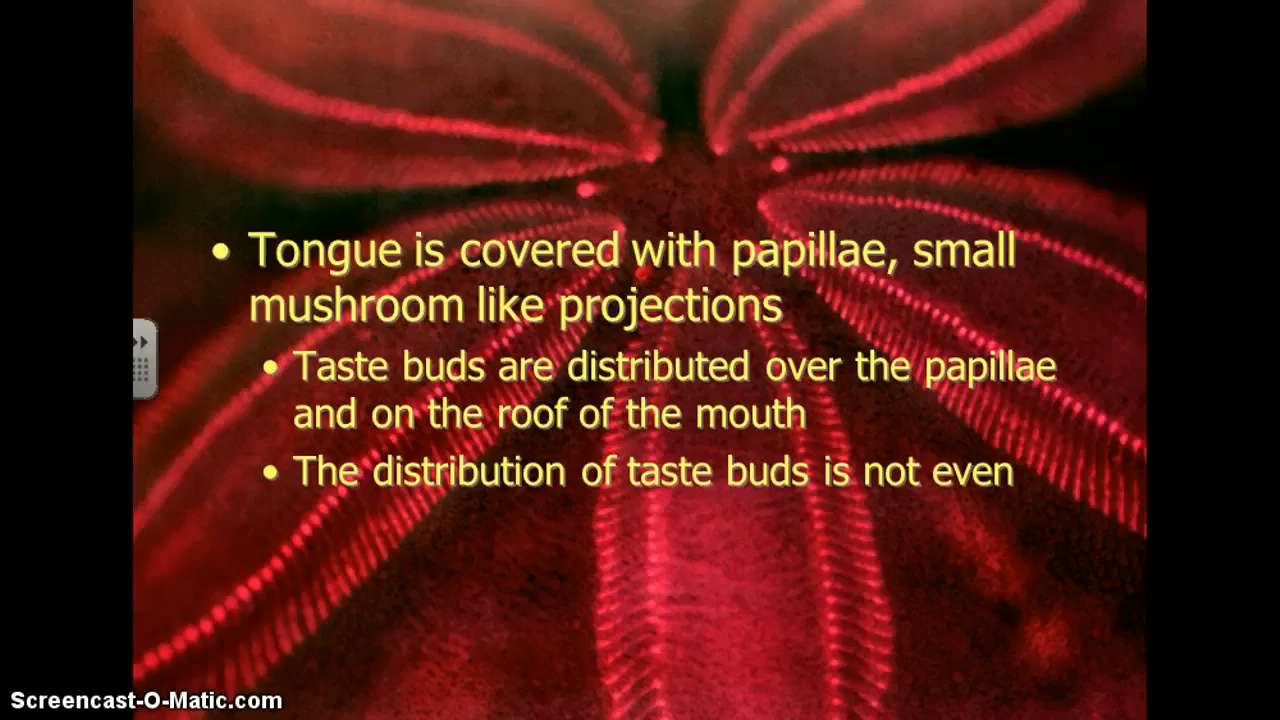 • Tongue is covered with papillae, small
mushroom like projections
• Taste buds are distributed over the papillae
and on the roof of the mouth
• The distribution of taste buds is not even
Screencast-O-Matic.com